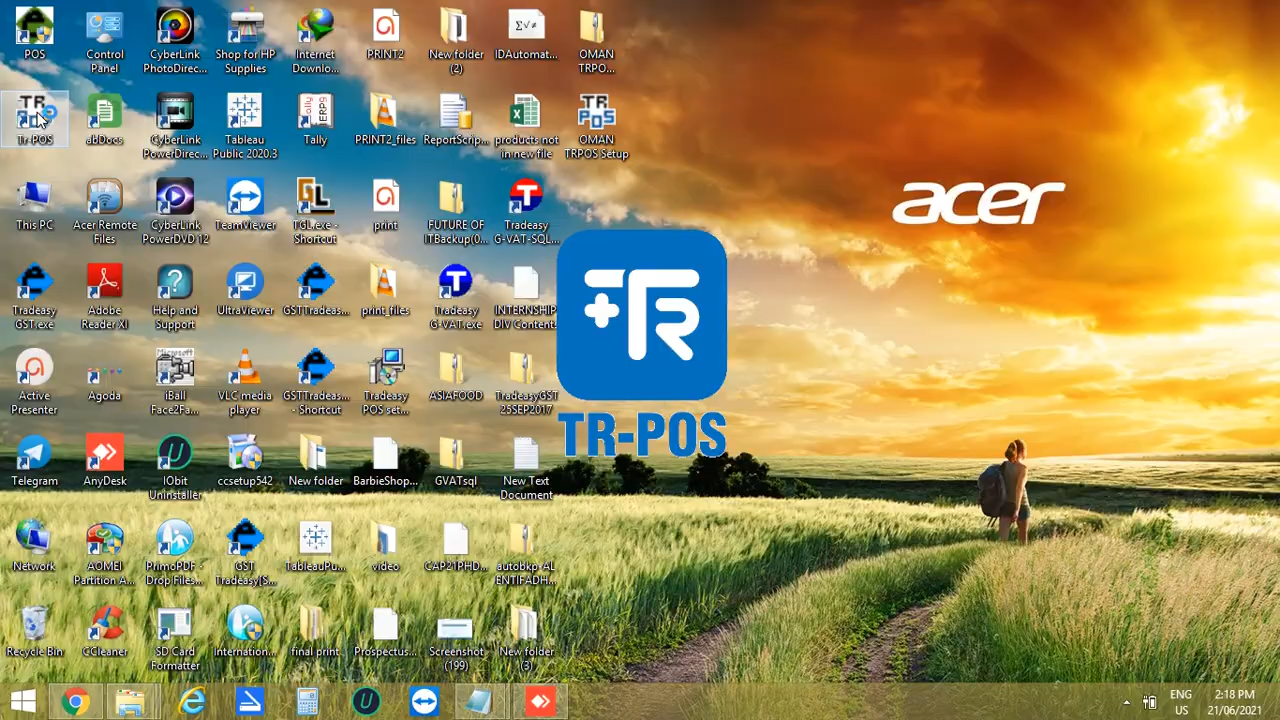 POS
Control
Panel
CyberLink
PhotoDirec...
Shop for HP
Supplies
Internet
Downlo...
PRINT2
New folder
(2)
IDAutomat...
OMAN
TRPO...
Tr-POS
abDocs
CyberLink
PowerDirec...
Tableau
Public 2020.3
Tally
PRINT2_files
ReportScrip...
products not
in new file
OMAN
TRPOS Setup
This PC
Acer Remote
Files
CyberLink
PowerDVD 12
TeamViewer
TGL.exe -
Shortcut
print
FUTURE OF
ITBackup(0...
Tradeasy
G-VAT-SQL...
acer
Tradeasy
GST.exe
Adobe
Reader XI
Help and
Support
UltraViewer
GSTTradeas...
print_files
Tradeasy
G-VAT.exe
INTERNSHIP
DIV Content...
+TR
TR-POS
Active
Presenter
Agoda
iBall
Face2Fa...
VLC media
player
GSTTradeas...
- Shortcut
Tradeasy
POS set...
ASIAFOOD
TradeasyGST
25SEP2017
Telegram
AnyDesk
IObit
Uninstaller
ccsetup542
New folder
BarbieShop...
GVATsql
New Text
Document
Network
AOMEI
Partition A...
PrimoPDF -
Drop Files...
GST
Tradeasy(S...
TableauPu...
video
CAP21PHD...
autobkp-AL
ENTIFADH...
Recycle Bin
CCleaner
SD Card
Formatter
Internation...
final print
Prospectus...
Screenshot
(199)
New folder
(3)
ENG
US
2:18 PM
21/06/2021